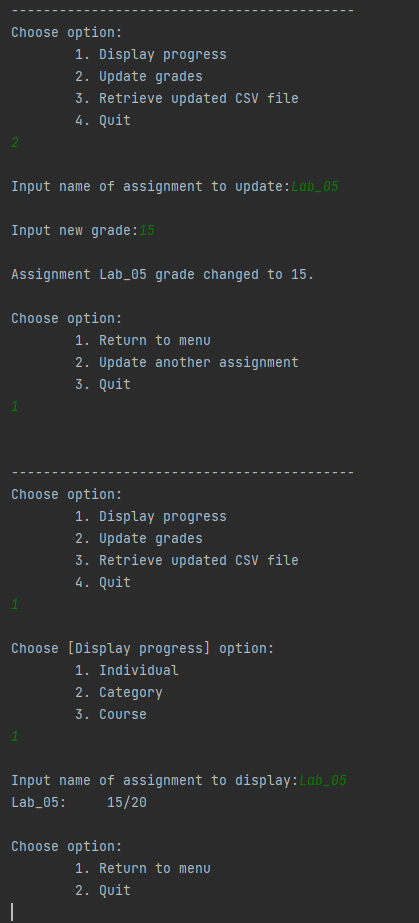 -------------------------------------------
Choose option:
        1. Display progress
        2. Update grades
        3. Retrieve updated CSV file
        4. Quit
2

Input name of assignment to update:Lab_05

Input new grade:15

Assignment Lab_05 grade changed to 15.

Choose option:
        1. Return to menu
        2. Update another assignment
        3. Quit
1


-------------------------------------------
Choose option:
        1. Display progress
        2. Update grades
        3. Retrieve updated CSV file
        4. Quit
1

Choose [Display progress] option:
        1. Individual
        2. Category
        3. Course
1

Input name of assignment to display:Lab_05
Lab_05:     15/20

Choose option:
        1. Return to menu
        2. Quit